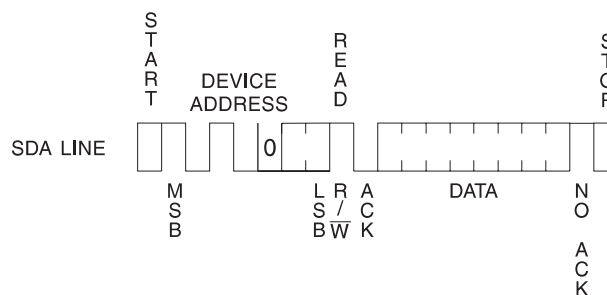 START
DEVICE
ADDRESS
READ
STOP
SDA LINE
0
MSB
LSB
R/W
ACK
DATA
NO ACK